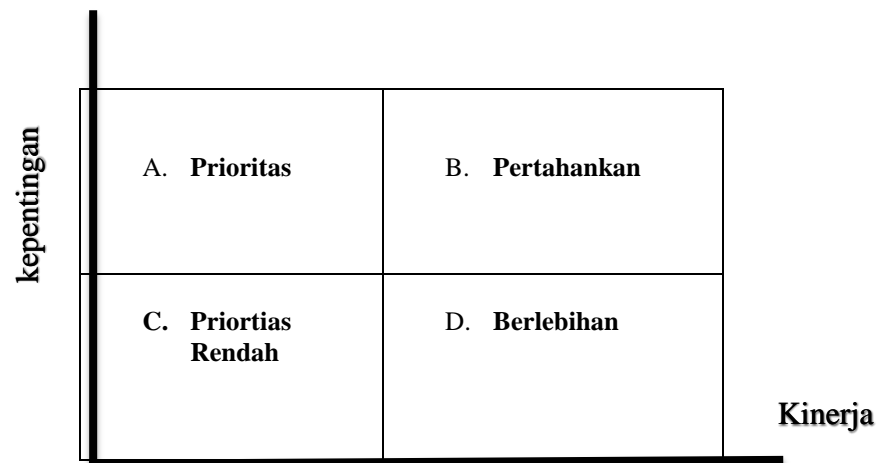 kepentingan
A. Prioritas
B. Pertahankan
C. Priortias
Rendah
D. Berlebihan
Kinerja